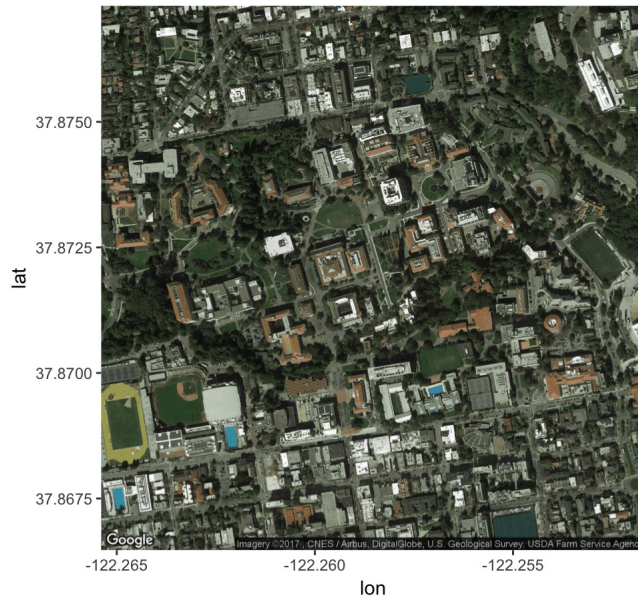 37.8750
37.8725
lat
37.8700
37.8675
Google
Imagery ©2017 , CNES / Airbus, DigitalGlobe, U.S. Geological Survey, USDA Farm Service Agenc
-122.265
-122.260
-122.255
lon